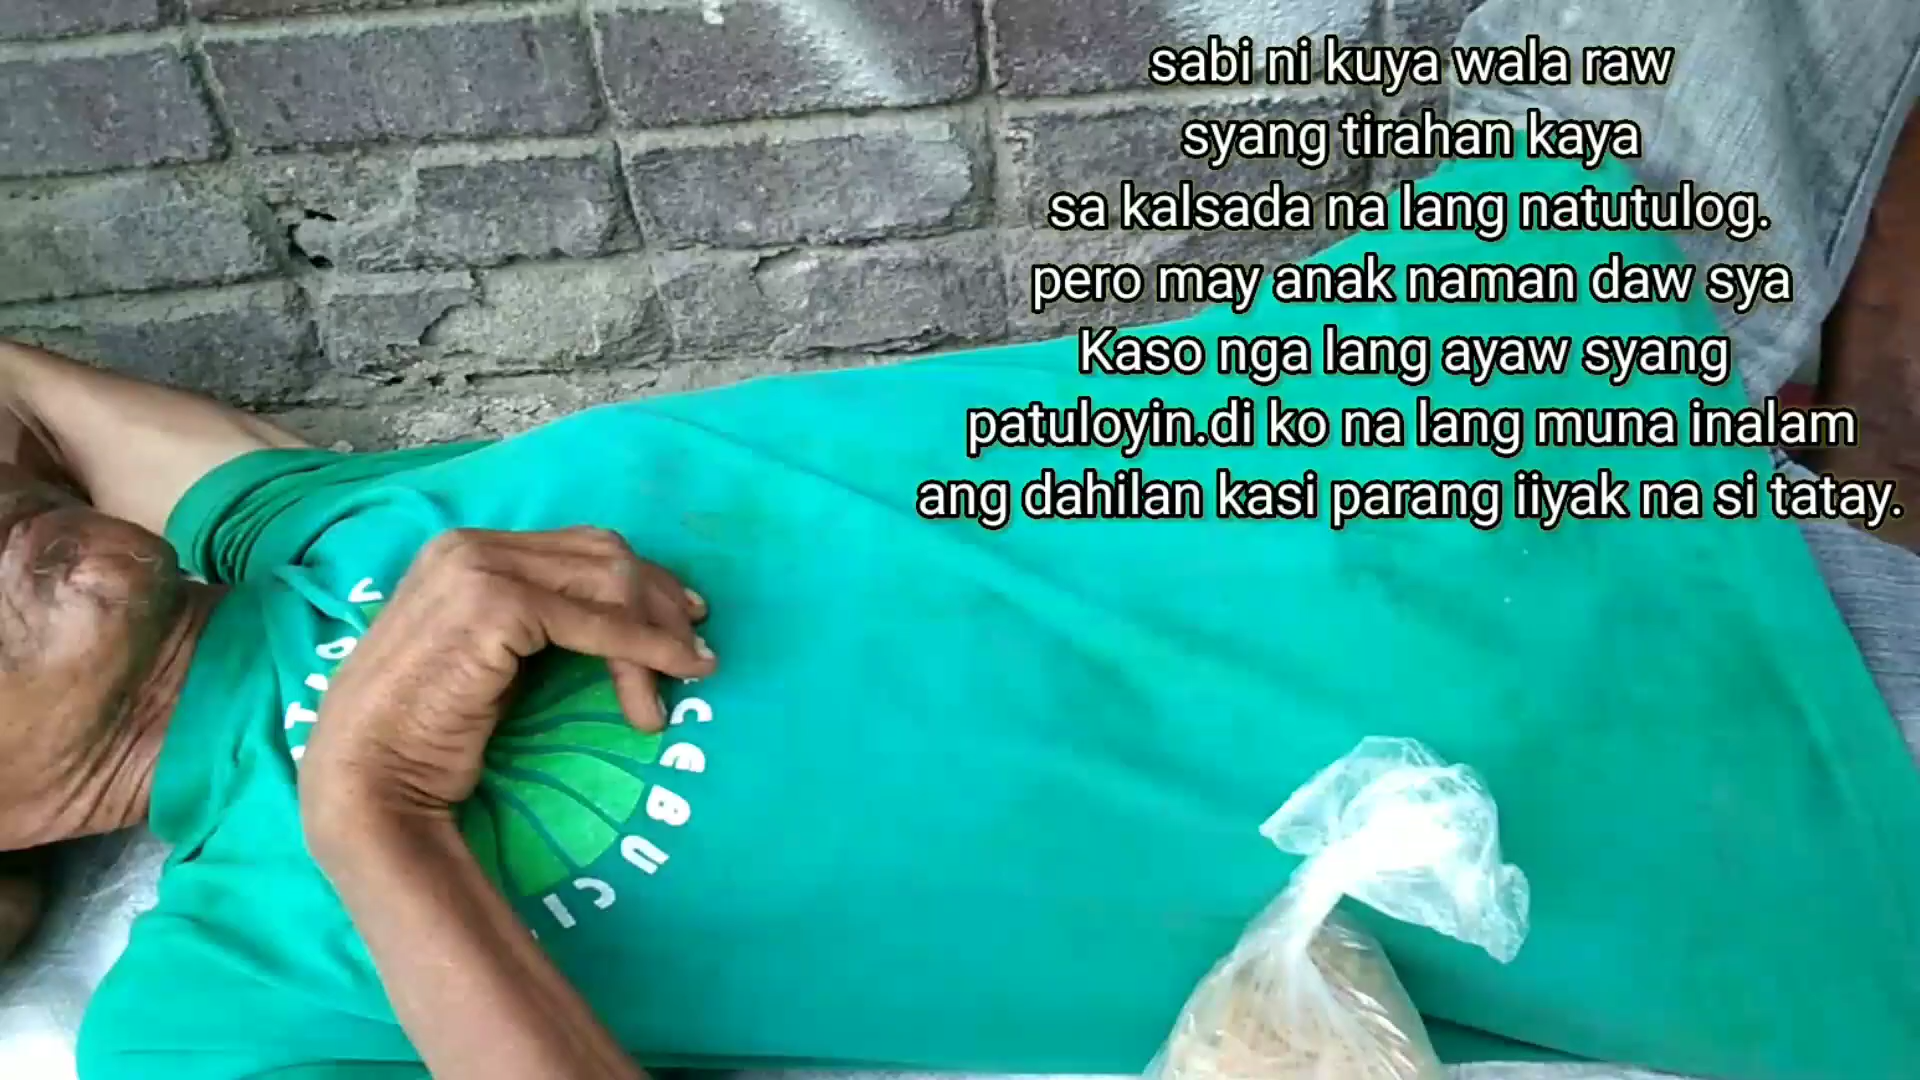 sabi ni kuya wala raw
syang tirahan kaya
sa kalsada na lang natutulog.
pero may anak naman daw sya
Kaso nga lang ayaw syang
patuloyin.di ko na lang muna inalam
ang dahilan kasi parang iiyak na si tatay.
CeBU